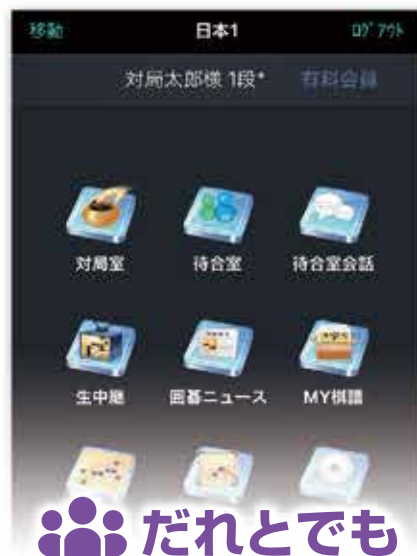 移動 日本1 ログアウト
対局太郎様 1段* 有料会員
対局室 待合室 待合室会話
生中継 囲碁ニュース MY棋譜
だれとでも